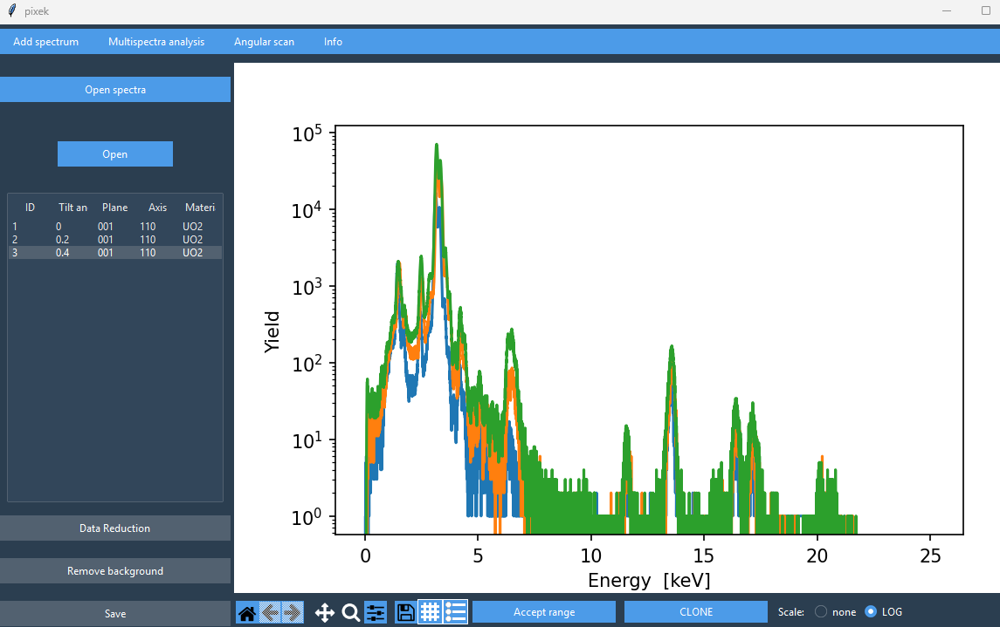 pixek
Add spectrum Multispectra analysis Angular scan Info
Open spectra
Open
ID Tilt an Plane Axis Materi
1 0 001 110 UO2
2 0.2 001 110 UO2
3 0.4 001 110 UO2
Data Reduction
Remove background
Save
10^5
10^4
10^3
10^2
10^1
10^0
Yield
0 5 10 15 20 25
Energy [keV]
Accept range CLONE Scale: none LOG